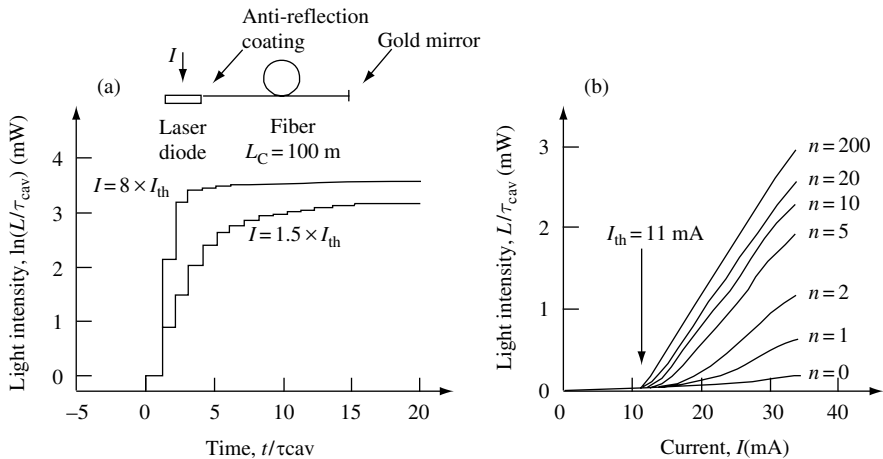 Anti-reflection
coating
Gold mirror
I
(a)
Laser
diode
Fiber
L_C = 100 m
Light intensity, ln(L/τ_cav) (mW)
4
3
2
1
0
I = 8 × I_th
I = 1.5 × I_th
–5
0
5
10
15
20
Time, t/τcav
(b)
Light intensity, L/τ_cav (mW)
3
2
1
0
I_th = 11 mA
n = 200
n = 20
n = 10
n = 5
n = 2
n = 1
n = 0
0
10
20
30
40
Current, I(mA)